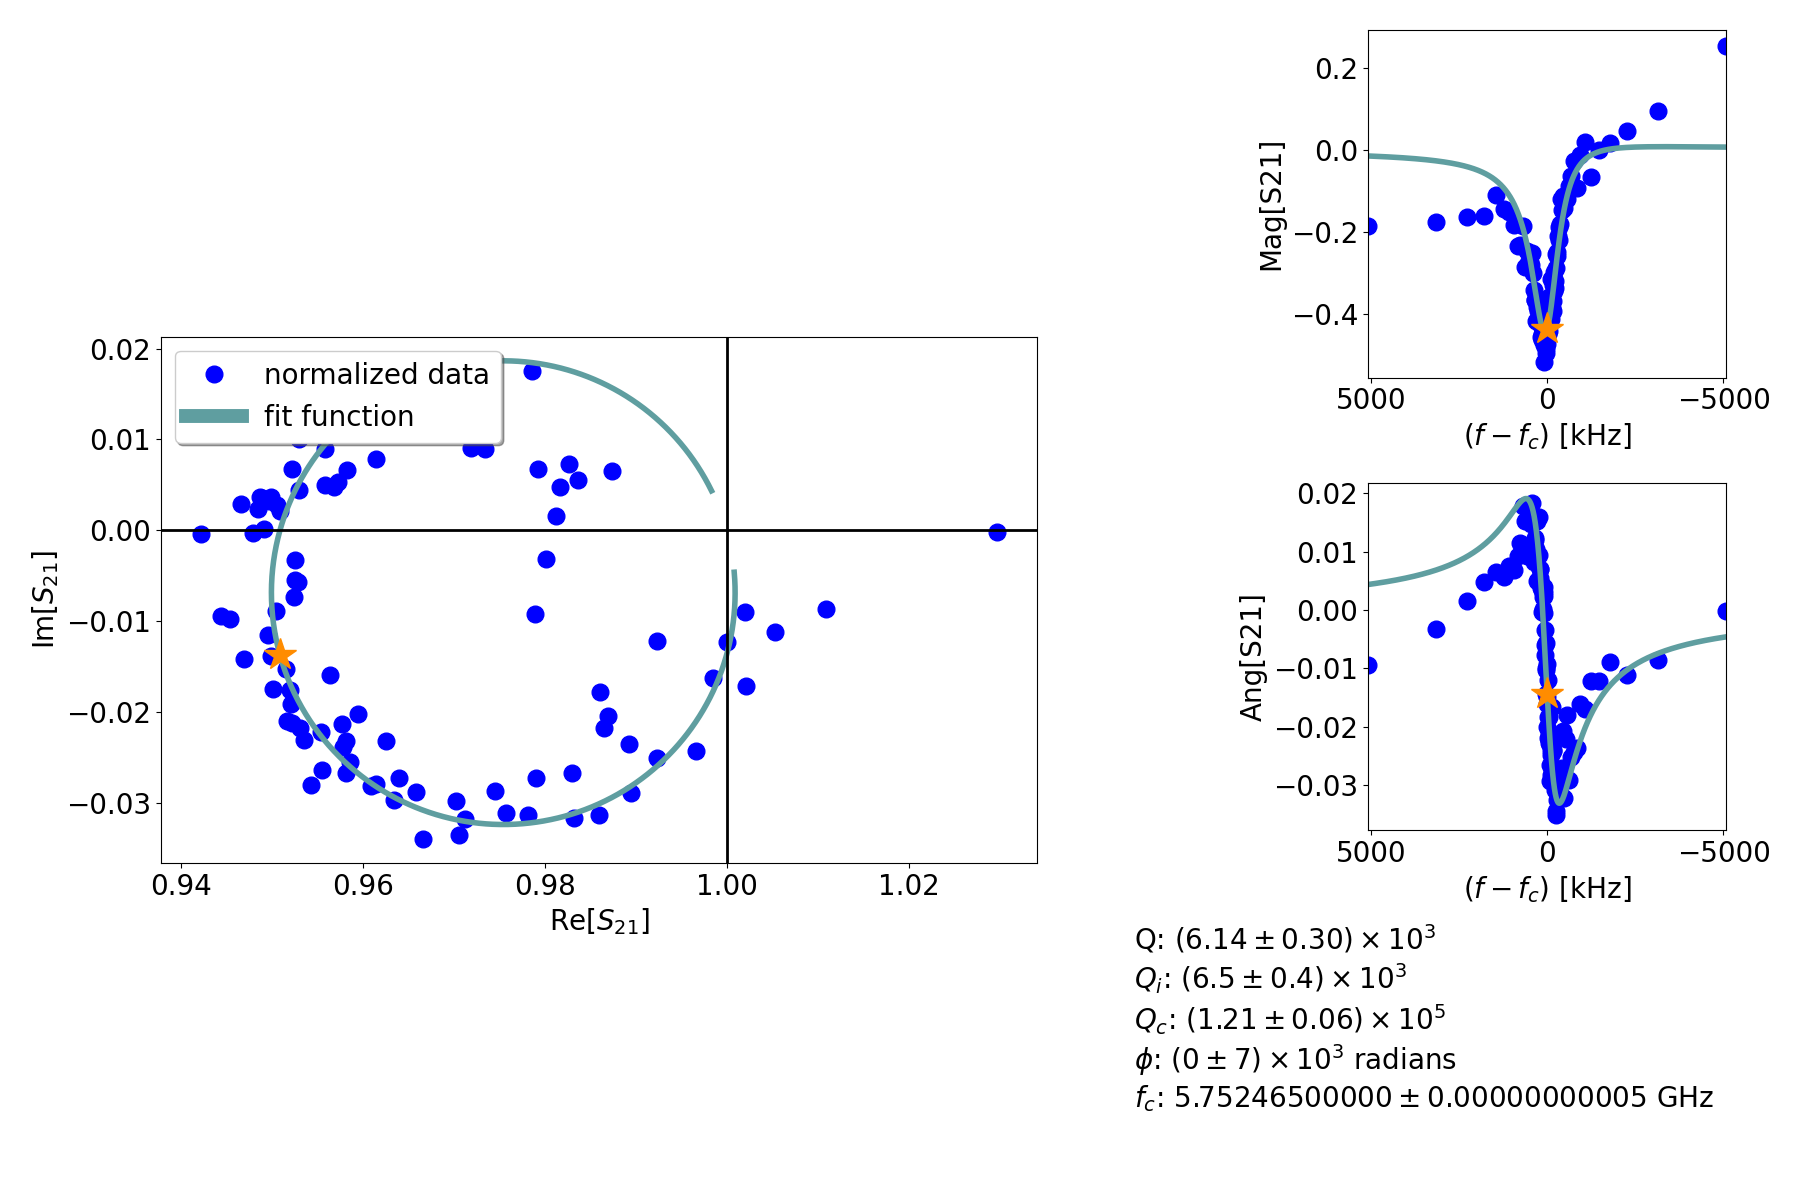 normalized data
fit function
0.02
0.01
0.00
−0.01
−0.02
−0.03
Im[S21]
0.94
0.96
0.98
1.00
1.02
Re[S21]
0.2
0.0
−0.2
−0.4
Mag[S21]
5000
0
−5000
(f − fc) [kHz]
0.02
0.01
0.00
−0.01
−0.02
−0.03
Ang[S21]
5000
0
−5000
(f − fc) [kHz]
Q: (6.14 ± 0.30) × 10³
Qi: (6.5 ± 0.4) × 10³
Qc: (1.21 ± 0.06) × 10⁵
ϕ: (0 ± 7) × 10³ radians
fc: 5.75246500000 ± 0.00000000005 GHz